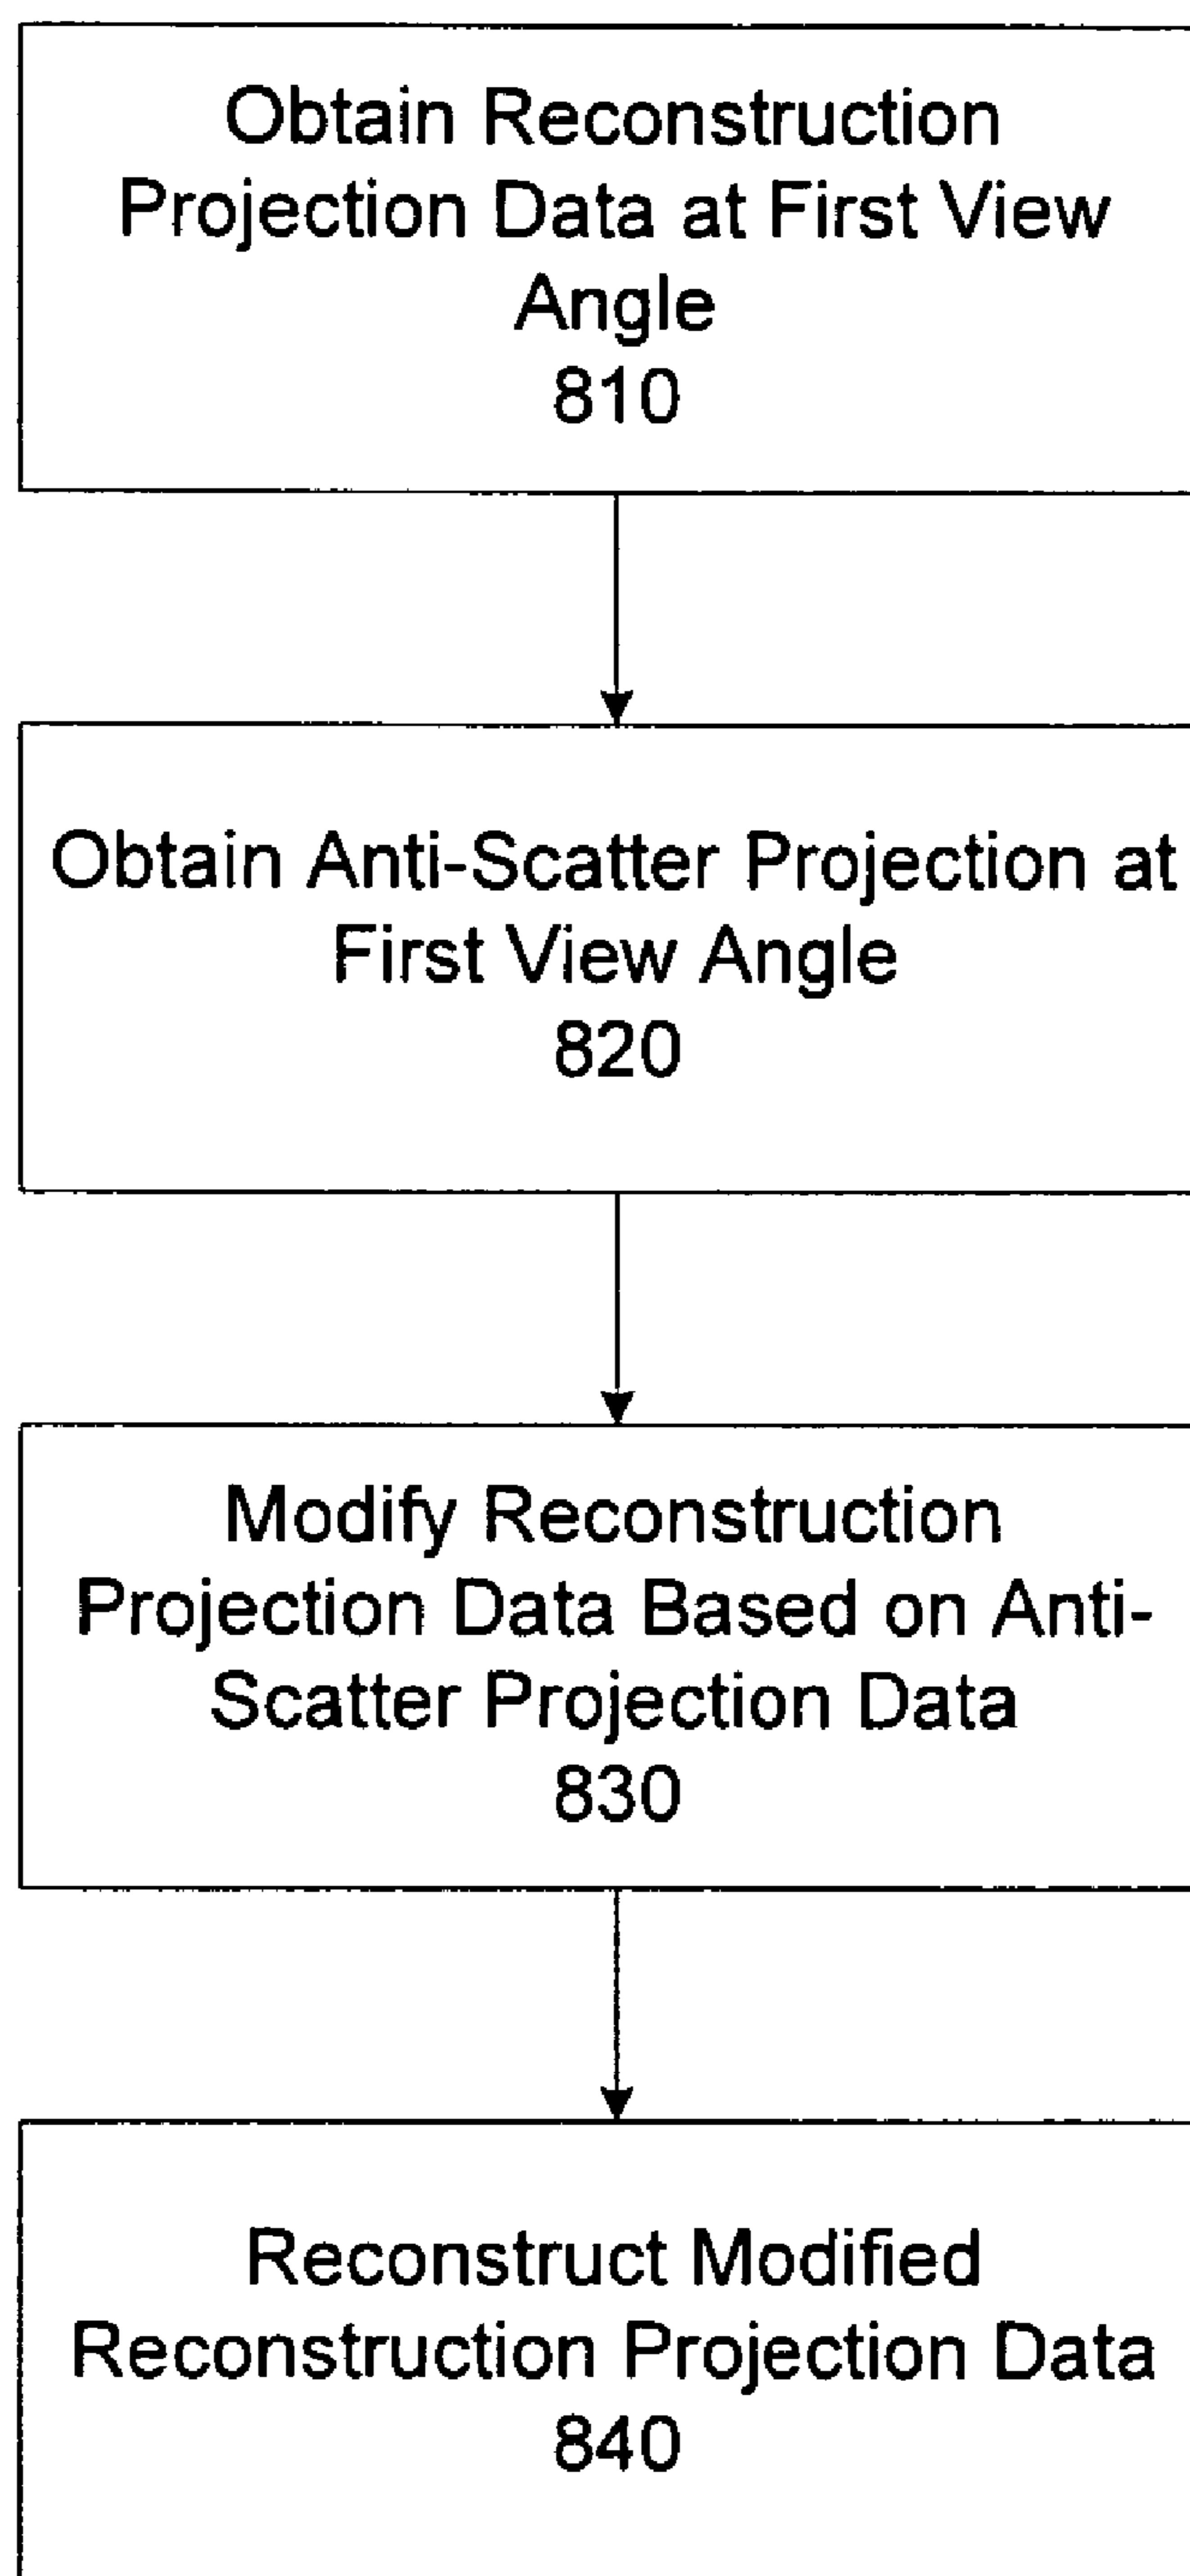 Obtain Reconstruction
Projection Data at First View
Angle
810
Obtain Anti-Scatter Projection at
First View Angle
820
Modify Reconstruction
Projection Data Based on Anti-
Scatter Projection Data
830
Reconstruct Modified
Reconstruction Projection Data
840